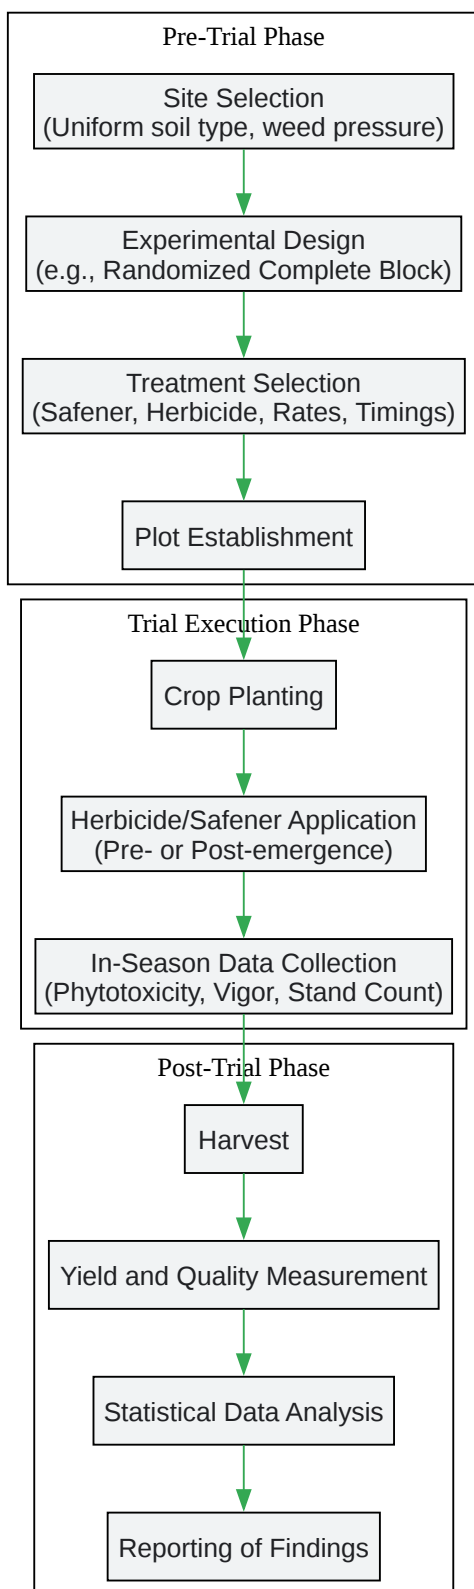 Pre-Trial Phase
Site Selection
(Uniform soil type, weed pressure)
Experimental Design
(e.g., Randomized Complete Block)
Treatment Selection
(Safener, Herbicide, Rates, Timings)
Plot Establishment
Trial Execution Phase
Crop Planting
Herbicide/Safener Application
(Pre- or Post-emergence)
In-Season Data Collection
(Phytotoxicity, Vigor, Stand Count)
Post-Trial Phase
Harvest
Yield and Quality Measurement
Statistical Data Analysis
Reporting of Findings